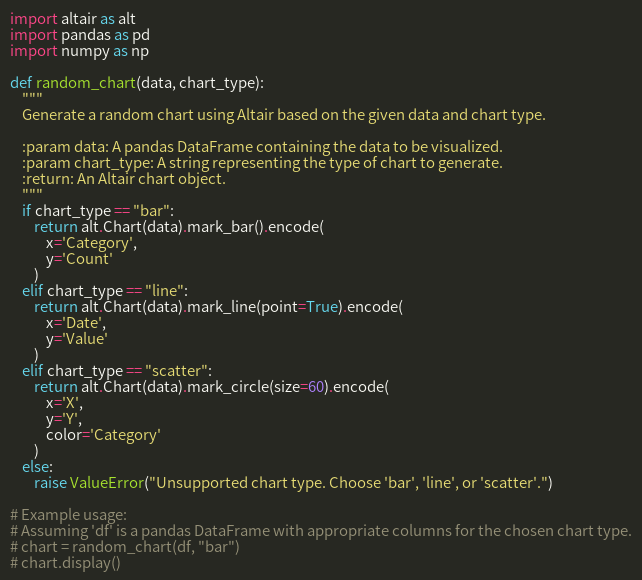 import altair as alt
import pandas as pd
import numpy as np

def random_chart(data, chart_type):
    """
    Generate a random chart using Altair based on the given data and chart type.

    :param data: A pandas DataFrame containing the data to be visualized.
    :param chart_type: A string representing the type of chart to generate.
    :return: An Altair chart object.
    """
    if chart_type == "bar":
        return alt.Chart(data).mark_bar().encode(
            x='Category',
            y='Count'
        )
    elif chart_type == "line":
        return alt.Chart(data).mark_line(point=True).encode(
            x='Date',
            y='Value'
        )
    elif chart_type == "scatter":
        return alt.Chart(data).mark_circle(size=60).encode(
            x='X',
            y='Y',
            color='Category'
        )
    else:
        raise ValueError("Unsupported chart type. Choose 'bar', 'line', or 'scatter'.")

# Example usage:
# Assuming 'df' is a pandas DataFrame with appropriate columns for the chosen chart type.
# chart = random_chart(df, "bar")
# chart.display()